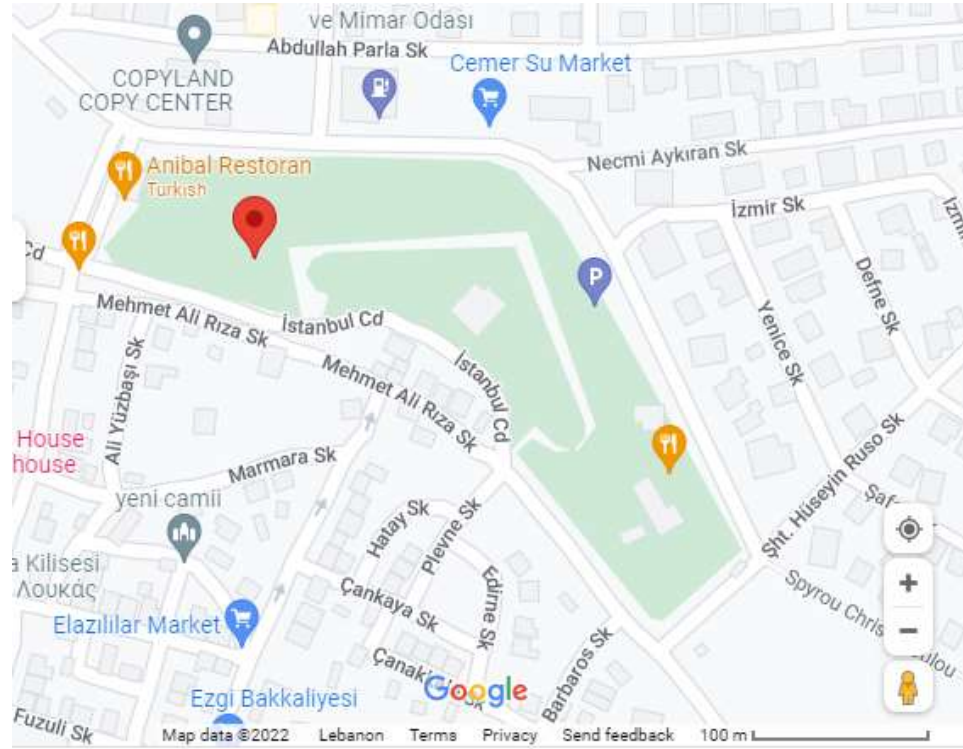 ve Mimar Odası
Abdullah Parla Sk
COPYLAND
COPY CENTER
Cemer Su Market
Anibal Restoran
Turkish
Necmi Aykıran Sk
İzmir Sk
Cd
P
Defne Sk
Mehmet Ali Rıza Sk
İstanbul Cd
Yenice Sk
Mehmet Ali Rıza Sk
İstanbul Cd
Ali Yüzbaşı Sk
House
house
Marmara Sk
Şht. Hüseyin Ruso Sk
yeni camii
Hatay Sk
Plevne Sk
a Kilisesi
Λουκάς
Edirne Sk
Çankaya Sk
Spyrou Chris
oulou
Elazılılar Market
Barbaros Sk
Google
Ezgi Bakkaliyesi
Fuzuli Sk
Map data ©2022 Lebanon Terms Privacy Send feedback 100 m